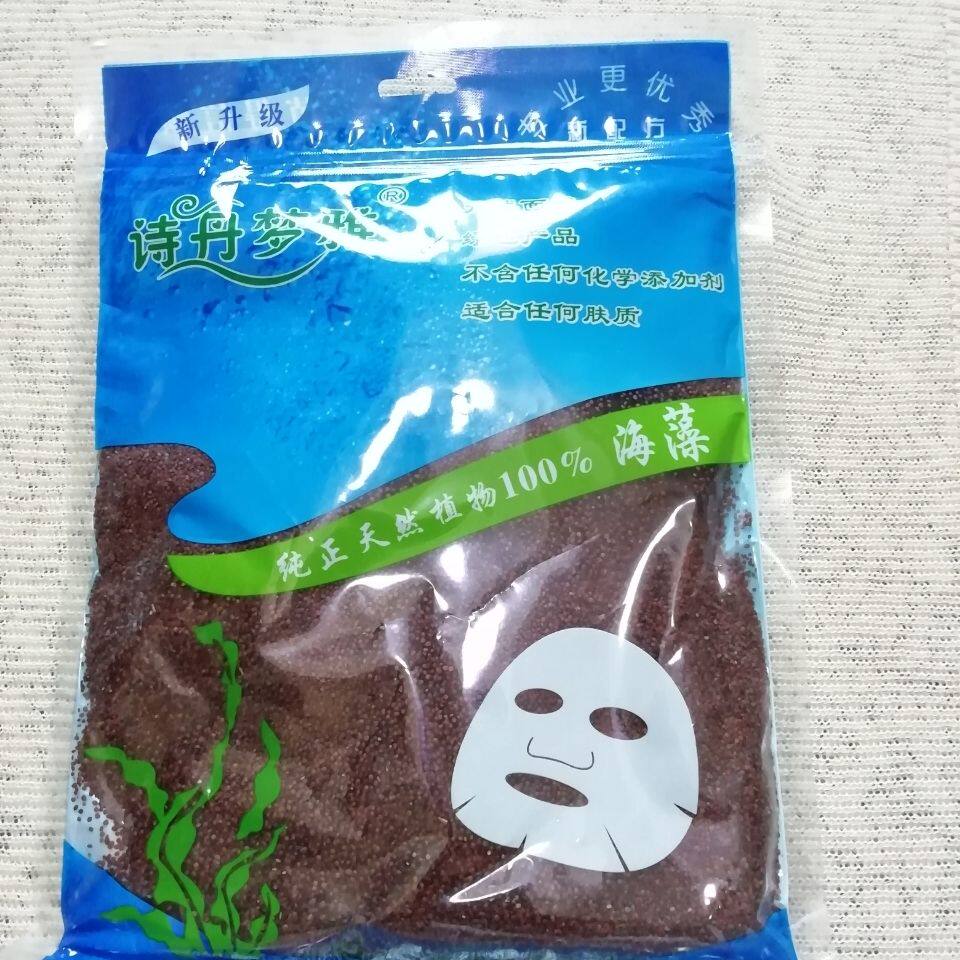 新升级
业更优秀
新配方
诗丹梦雅®
产品
不含任何化学添加剂
适合任何肤质
纯正天然植物100% 海藻